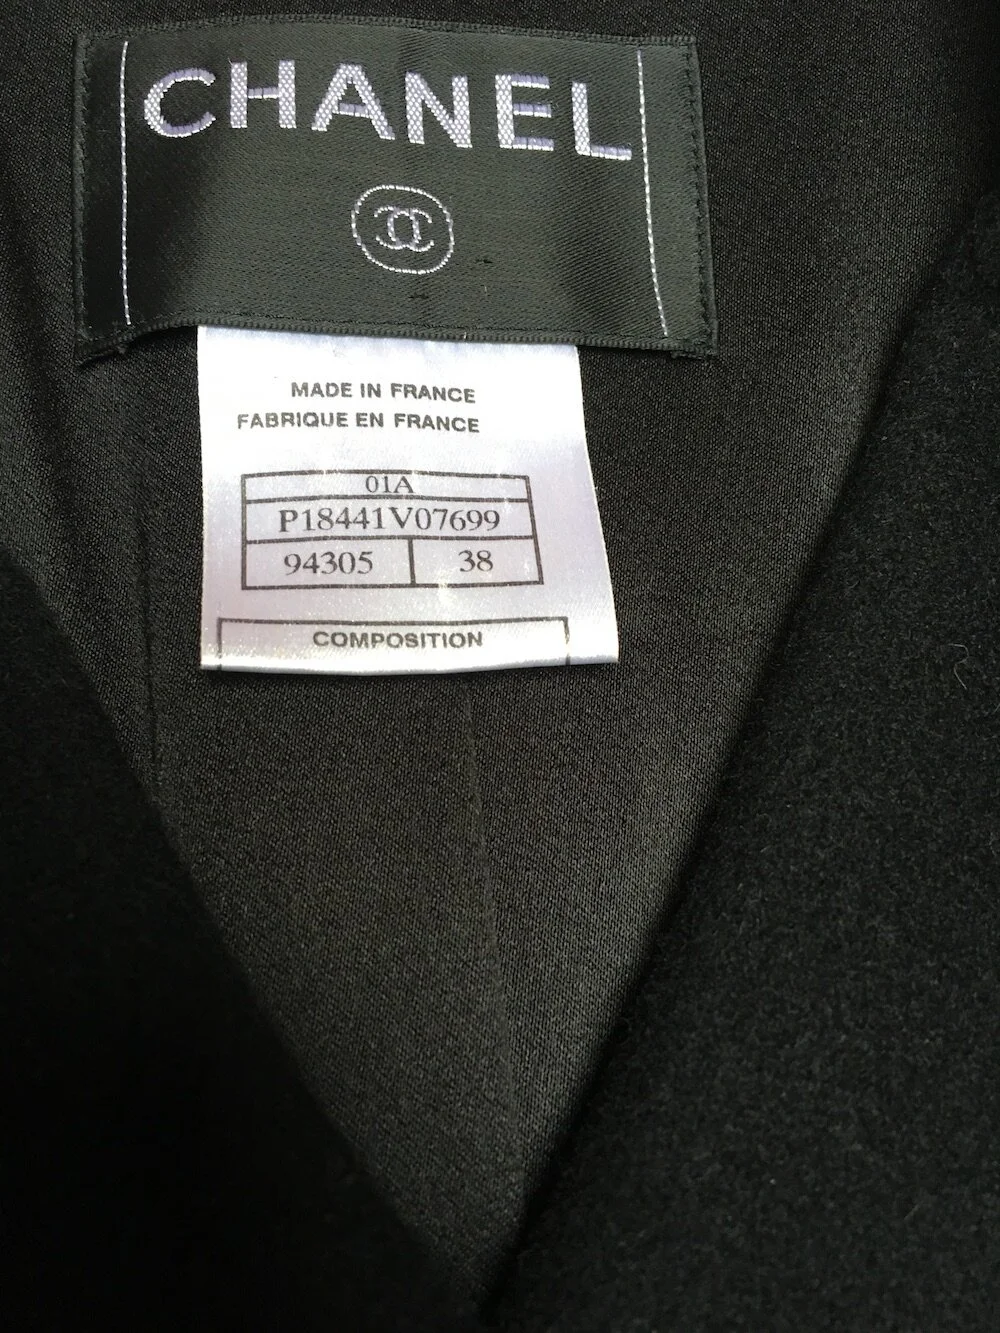 CHANEL
MADE IN FRANCE
FABRIQUE EN FRANCE
01A
P18441V07699
94305 38
COMPOSITION